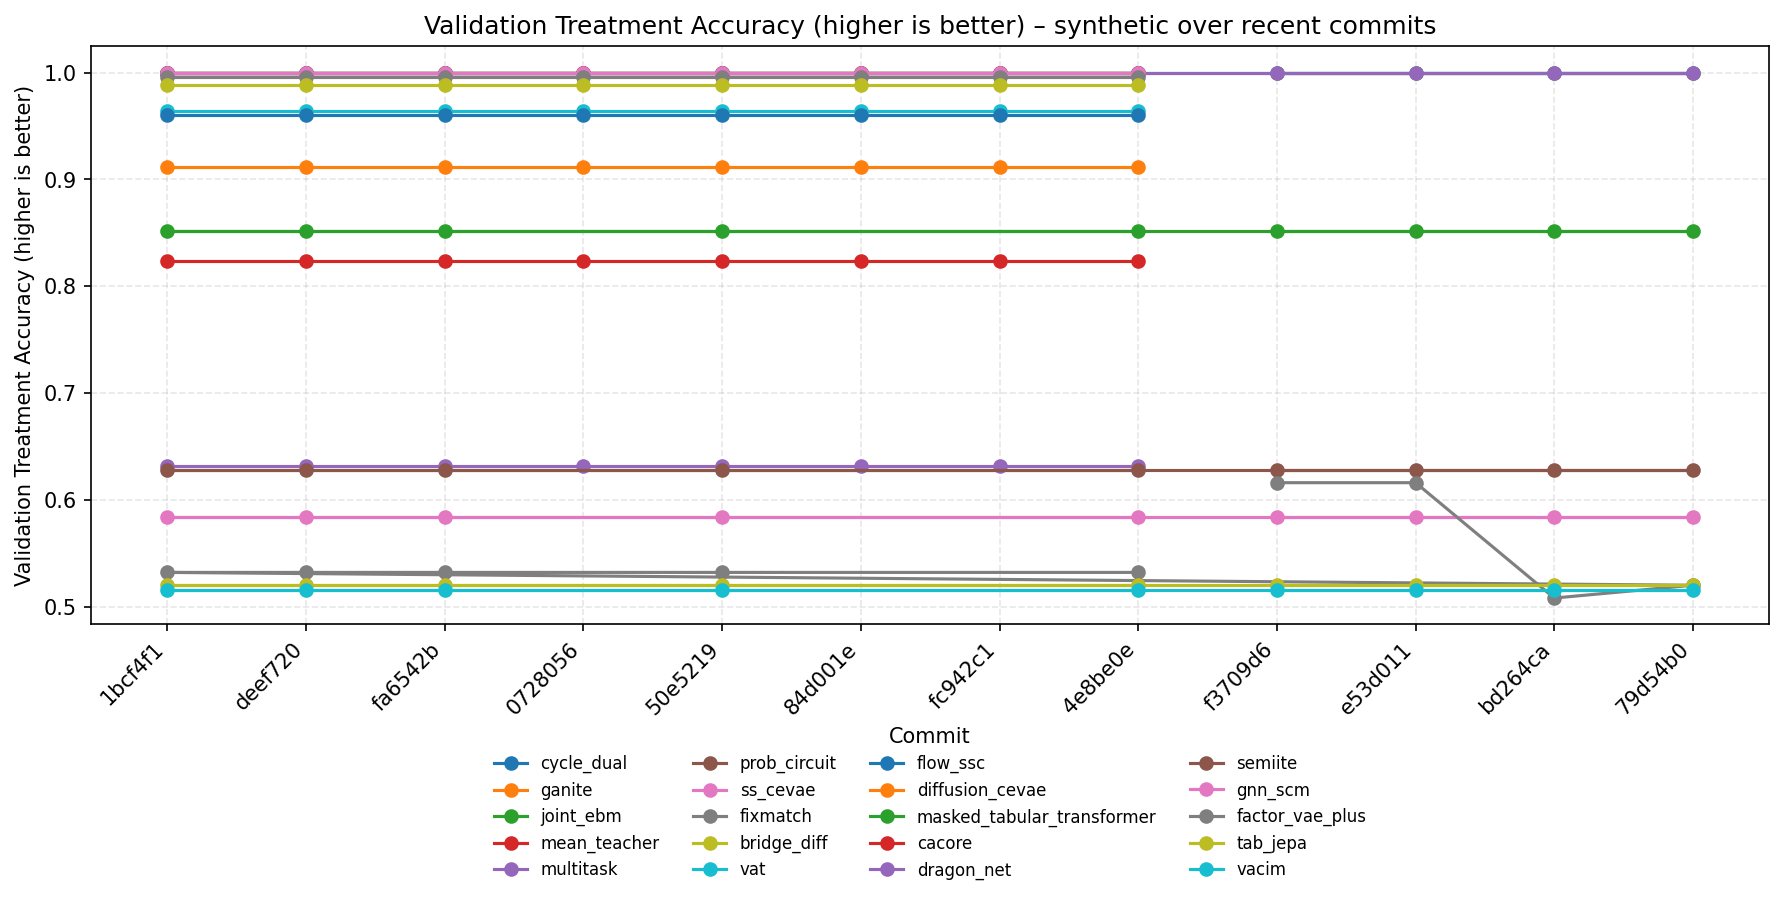 Validation Treatment Accuracy (higher is better) – synthetic over recent commits
Validation Treatment Accuracy (higher is better)
1.0
0.9
0.8
0.7
0.6
0.5
1bcf4f1
deef720
fa6542b
0728056
50e5219
84d001e
fc942c1
4e8be0e
f3709d6
e53d011
bd264ca
79d54b0
Commit
cycle_dual
ganite
joint_ebm
mean_teacher
multitask
prob_circuit
ss_cevae
fixmatch
bridge_diff
vat
flow_ssc
diffusion_cevae
masked_tabular_transformer
cacore
dragon_net
semiite
gnn_scm
factor_vae_plus
tab_jepa
vacim